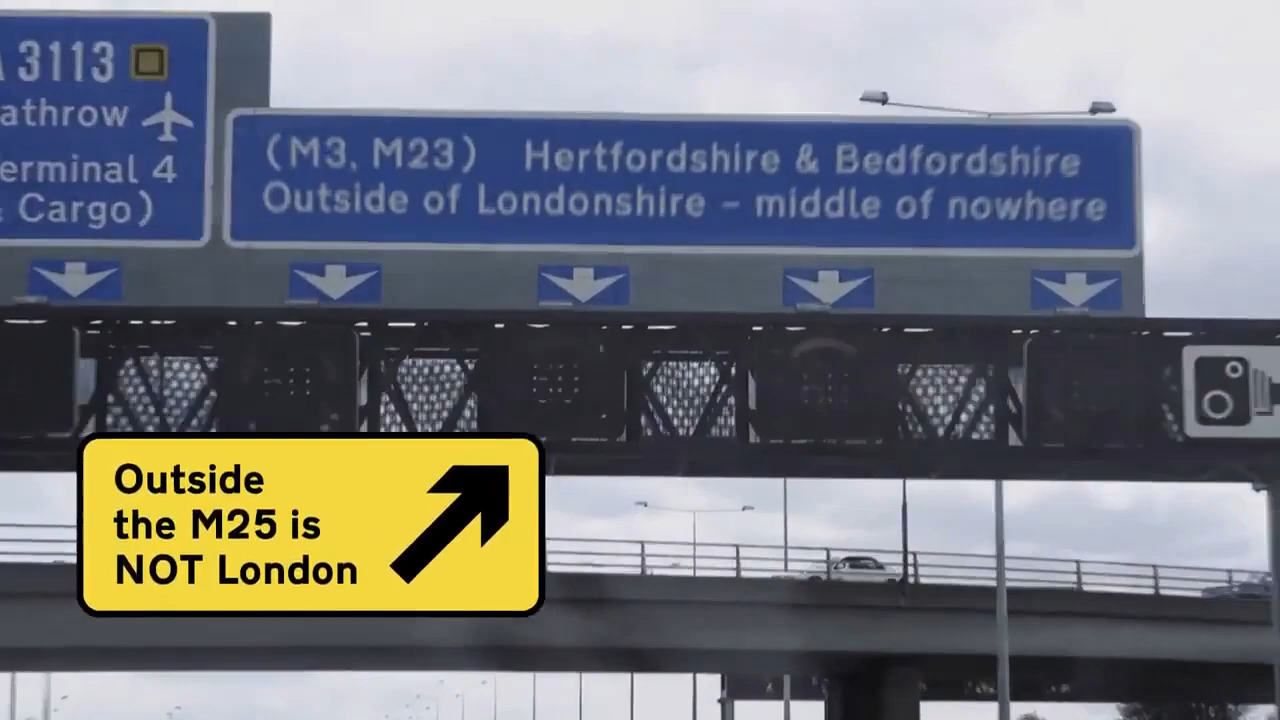 A 3113
athrow
erminal 4
Cargo)
(M3, M23) Hertfordshire & Bedfordshire
Outside of Londonshire - middle of nowhere
Outside
the M25 is
NOT London